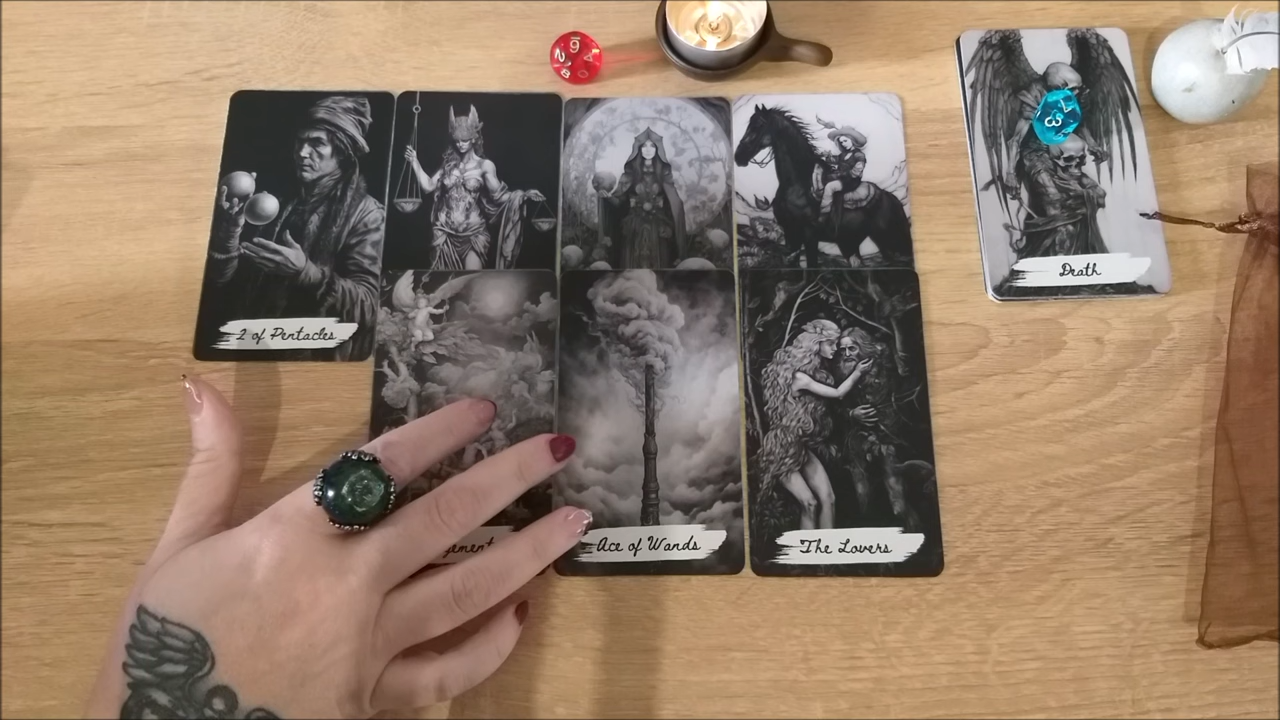 Death
2 of Pentacles
Ace of Wands
The Lovers